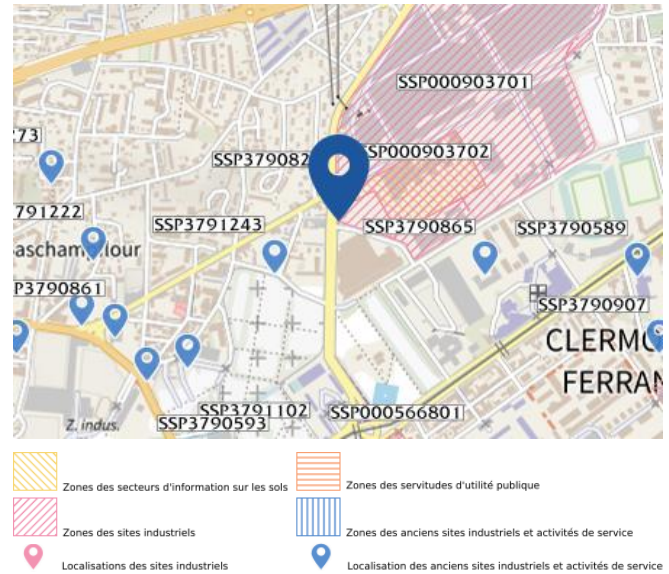 SSP000903701
:273
SSP379082
SSP000903702
791222
SSP3791243
SSP3790865
SSP3790589
P3790861
SSP3790907
CLERMO
FERRAN
SSP3791102
SSP000566801
Z. indus.
SSP3790593
Zones des secteurs d'information sur les sols
Zones des servitudes d'utilité publique
Zones des sites industriels
Zones des anciens sites industriels et activités de service
Localisations des sites industriels
Localisation des anciens sites industriels et activités de service